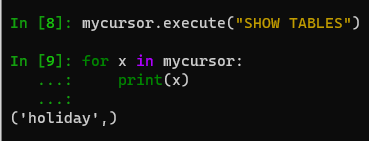 In [8]: mycursor.execute("SHOW TABLES")
In [9]: for x in mycursor:
   ...:     print(x)
   ...:
('holiday',)